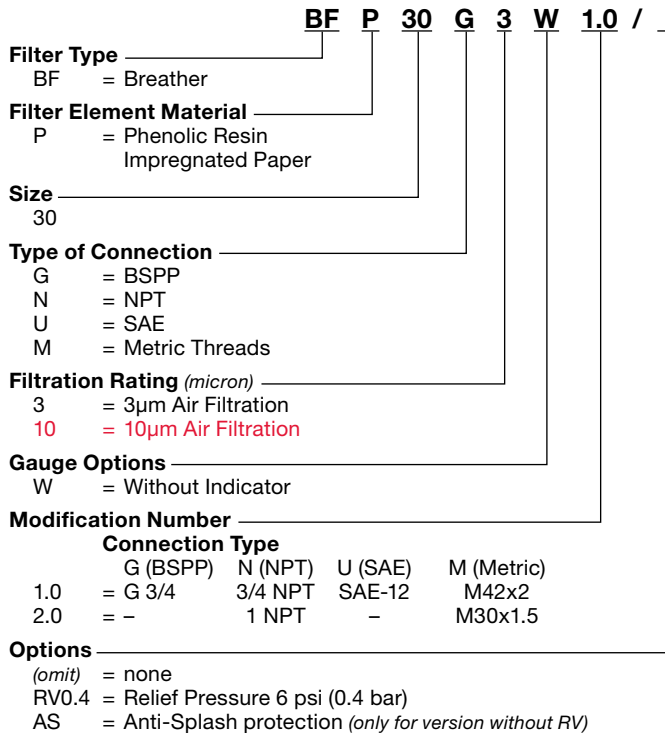 BF P 30 G 3 W 1.0 / _
Filter Type
BF = Breather
Filter Element Material
P = Phenolic Resin
Impregnated Paper
Size
30
Type of Connection
G = BSPP
N = NPT
U = SAE
M = Metric Threads
Filtration Rating (micron)
3 = 3µm Air Filtration
10 = 10µm Air Filtration
Gauge Options
W = Without Indicator
Modification Number
Connection Type
G (BSPP) N (NPT) U (SAE) M (Metric)
1.0 = G 3/4 3/4 NPT SAE-12 M42x2
2.0 = – 1 NPT – M30x1.5
Options
(omit) = none
RV0.4 = Relief Pressure 6 psi (0.4 bar)
AS = Anti-Splash protection (only for version without RV)